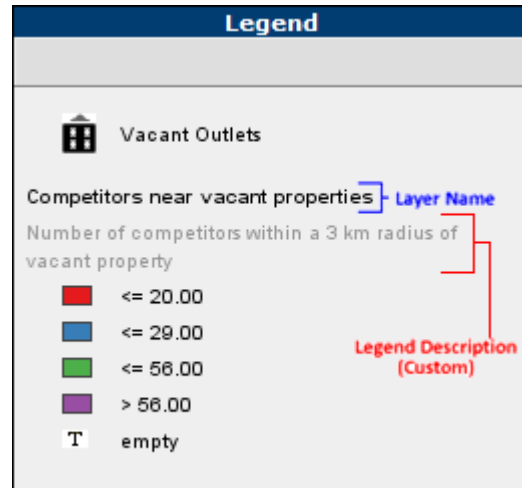 Legend
Vacant Outlets
Competitors near vacant properties
Layer Name
Number of competitors within a 3 km radius of
vacant property
<= 20.00
<= 29.00
<= 56.00
> 56.00
T empty
Legend Description
(Custom)